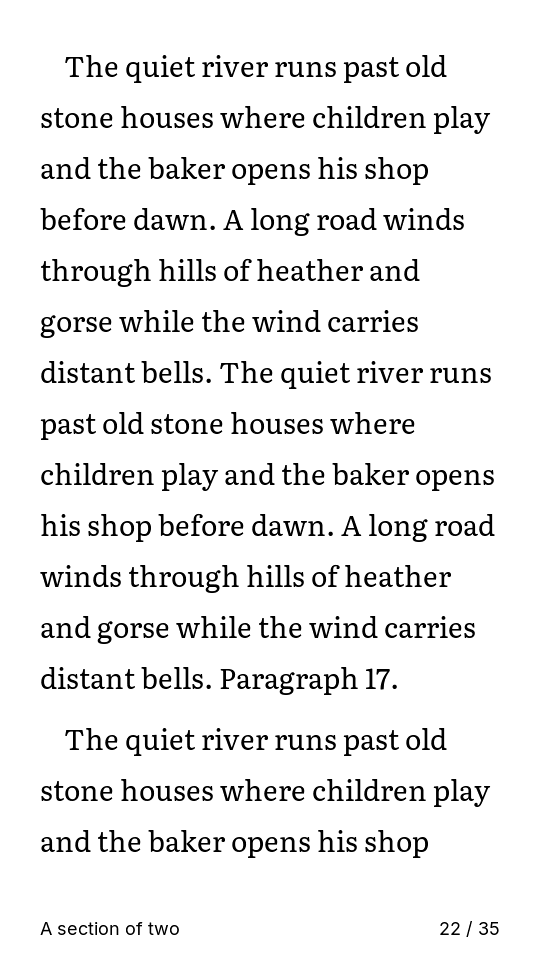 The quiet river runs past old
stone houses where children play
and the baker opens his shop
before dawn. A long road winds
through hills of heather and
gorse while the wind carries
distant bells. The quiet river runs
past old stone houses where
children play and the baker opens
his shop before dawn. A long road
winds through hills of heather
and gorse while the wind carries
distant bells. Paragraph 17.
The quiet river runs past old
stone houses where children play
and the baker opens his shop
A section of two 22 / 35